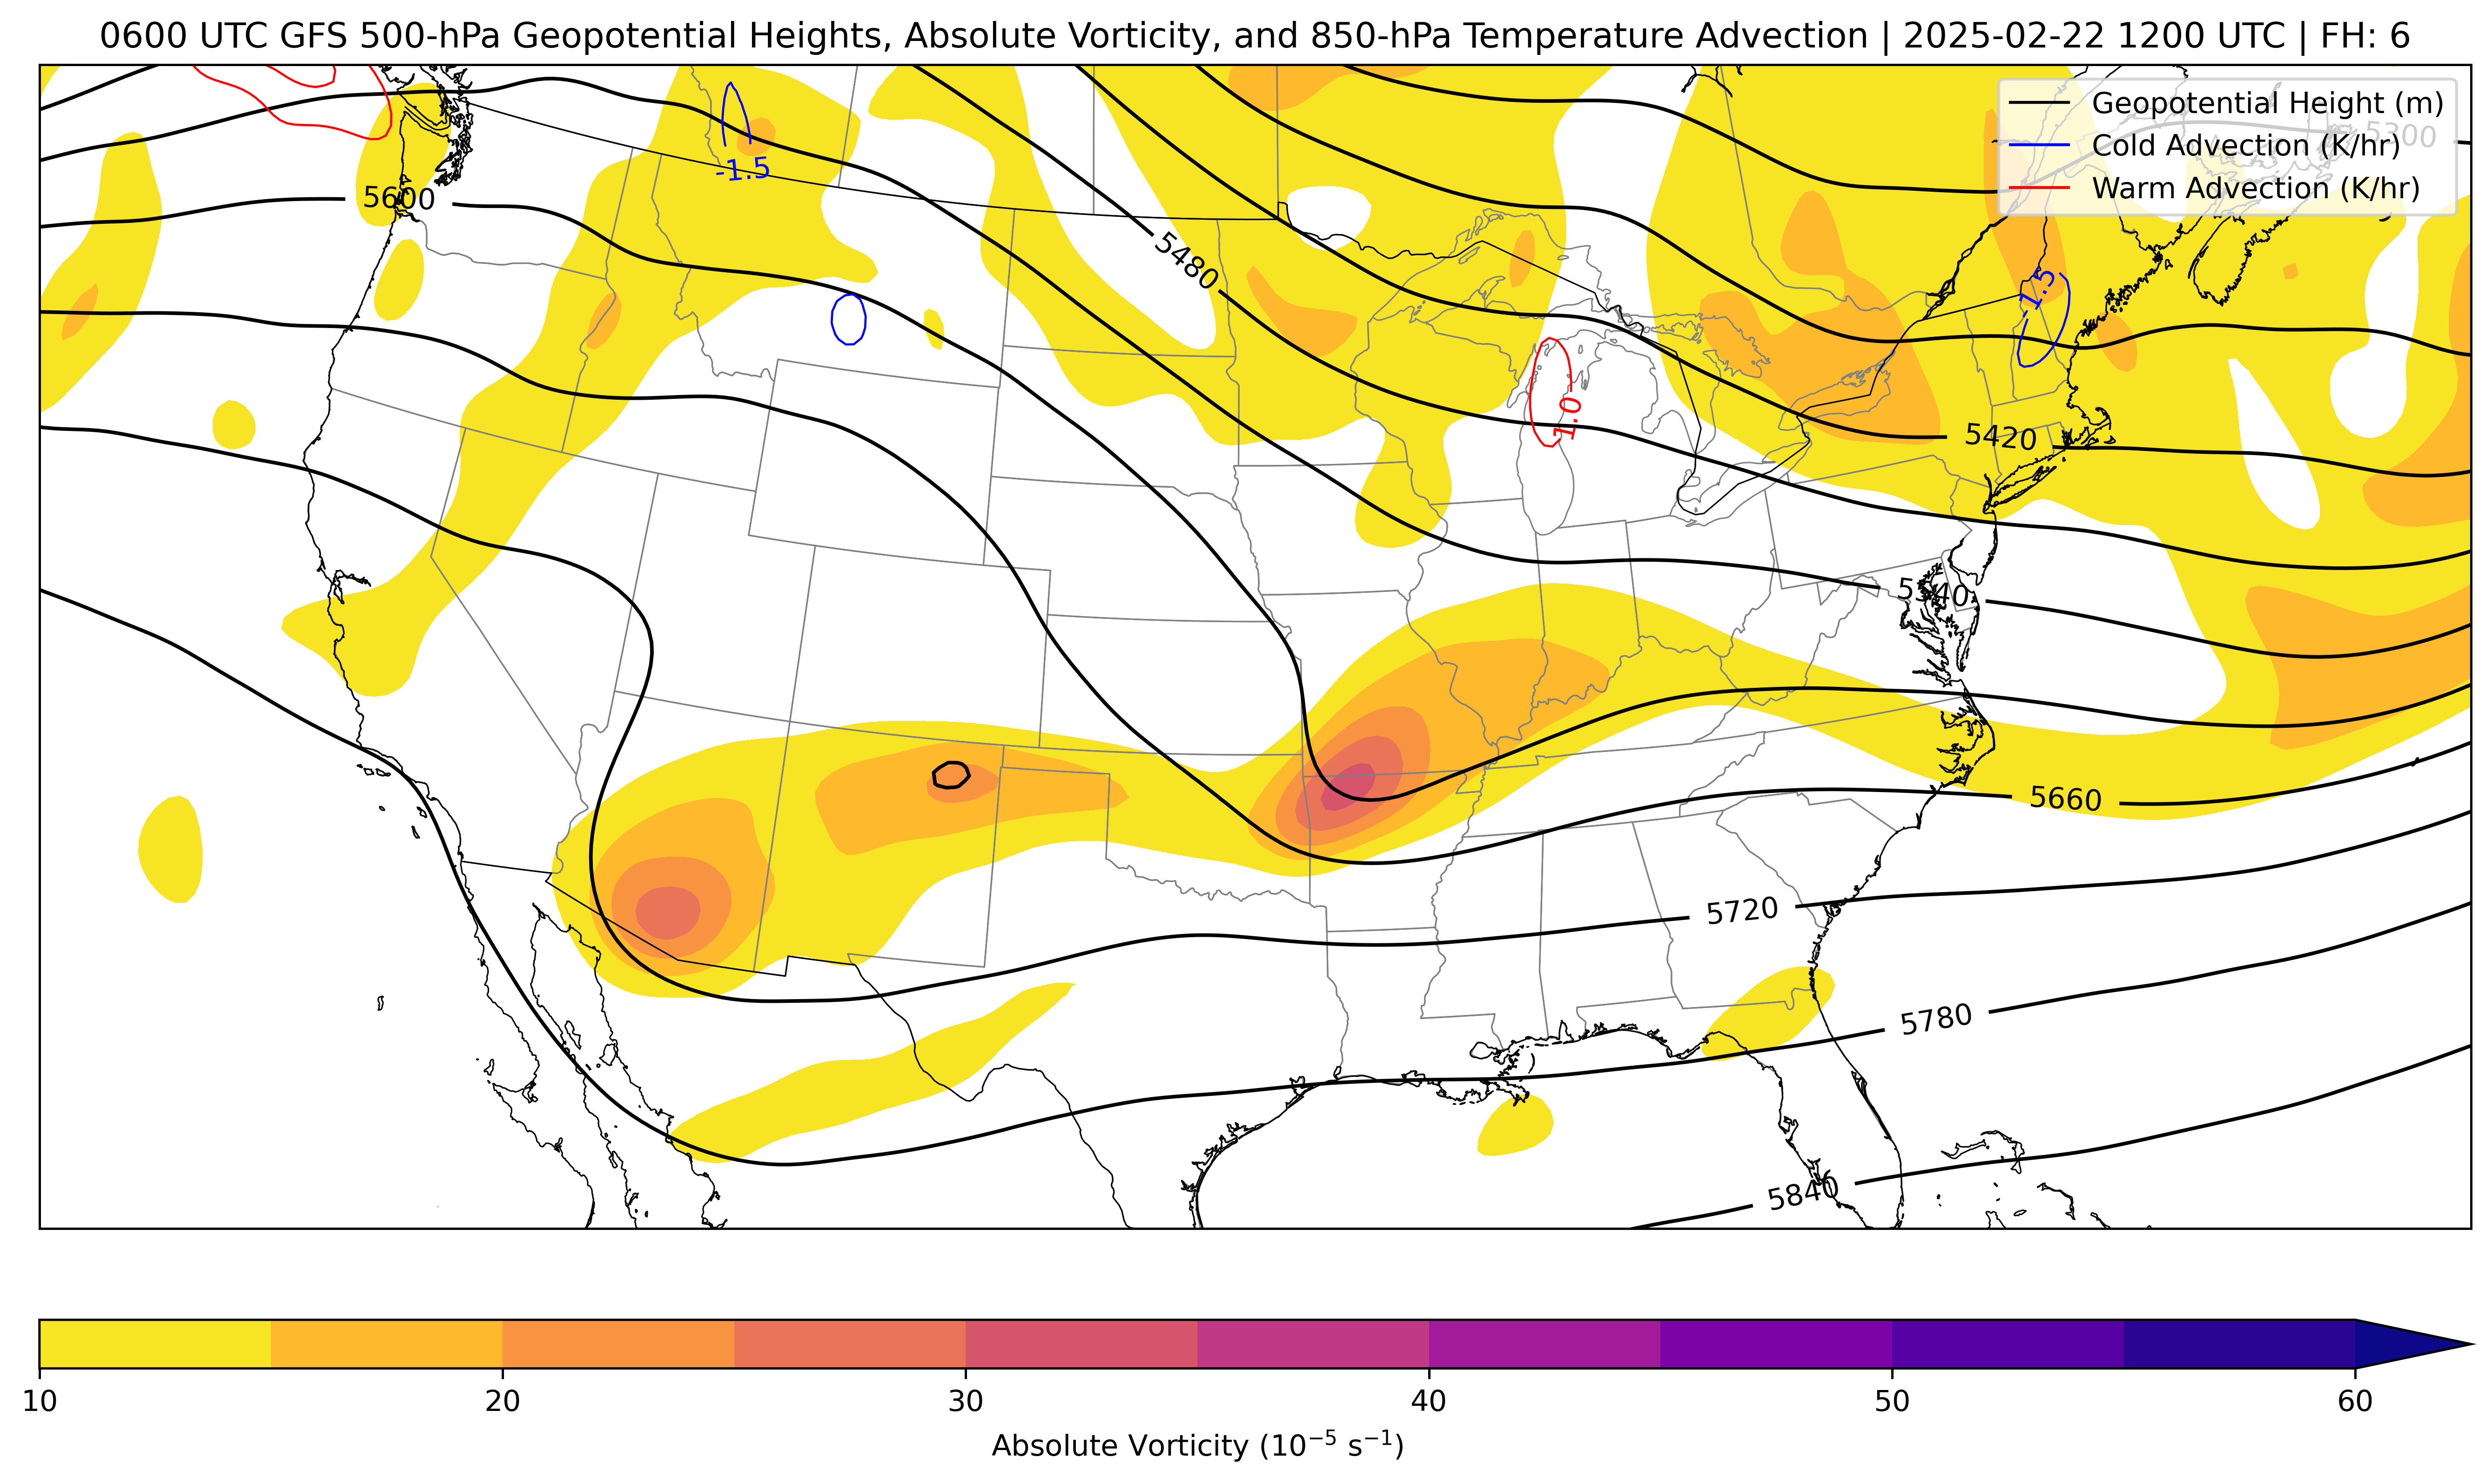 0600 UTC GFS 500-hPa Geopotential Heights, Absolute Vorticity, and 850-hPa Temperature Advection | 2025-02-22 1200 UTC | FH: 6
Geopotential Height (m)
Cold Advection (K/hr)
Warm Advection (K/hr)
5300
-1.5
5600
5480
-1.5
1.0
5420
5540
5660
5720
5780
5840
10 20 30 40 50 60
Absolute Vorticity (10⁻⁵ s⁻¹)